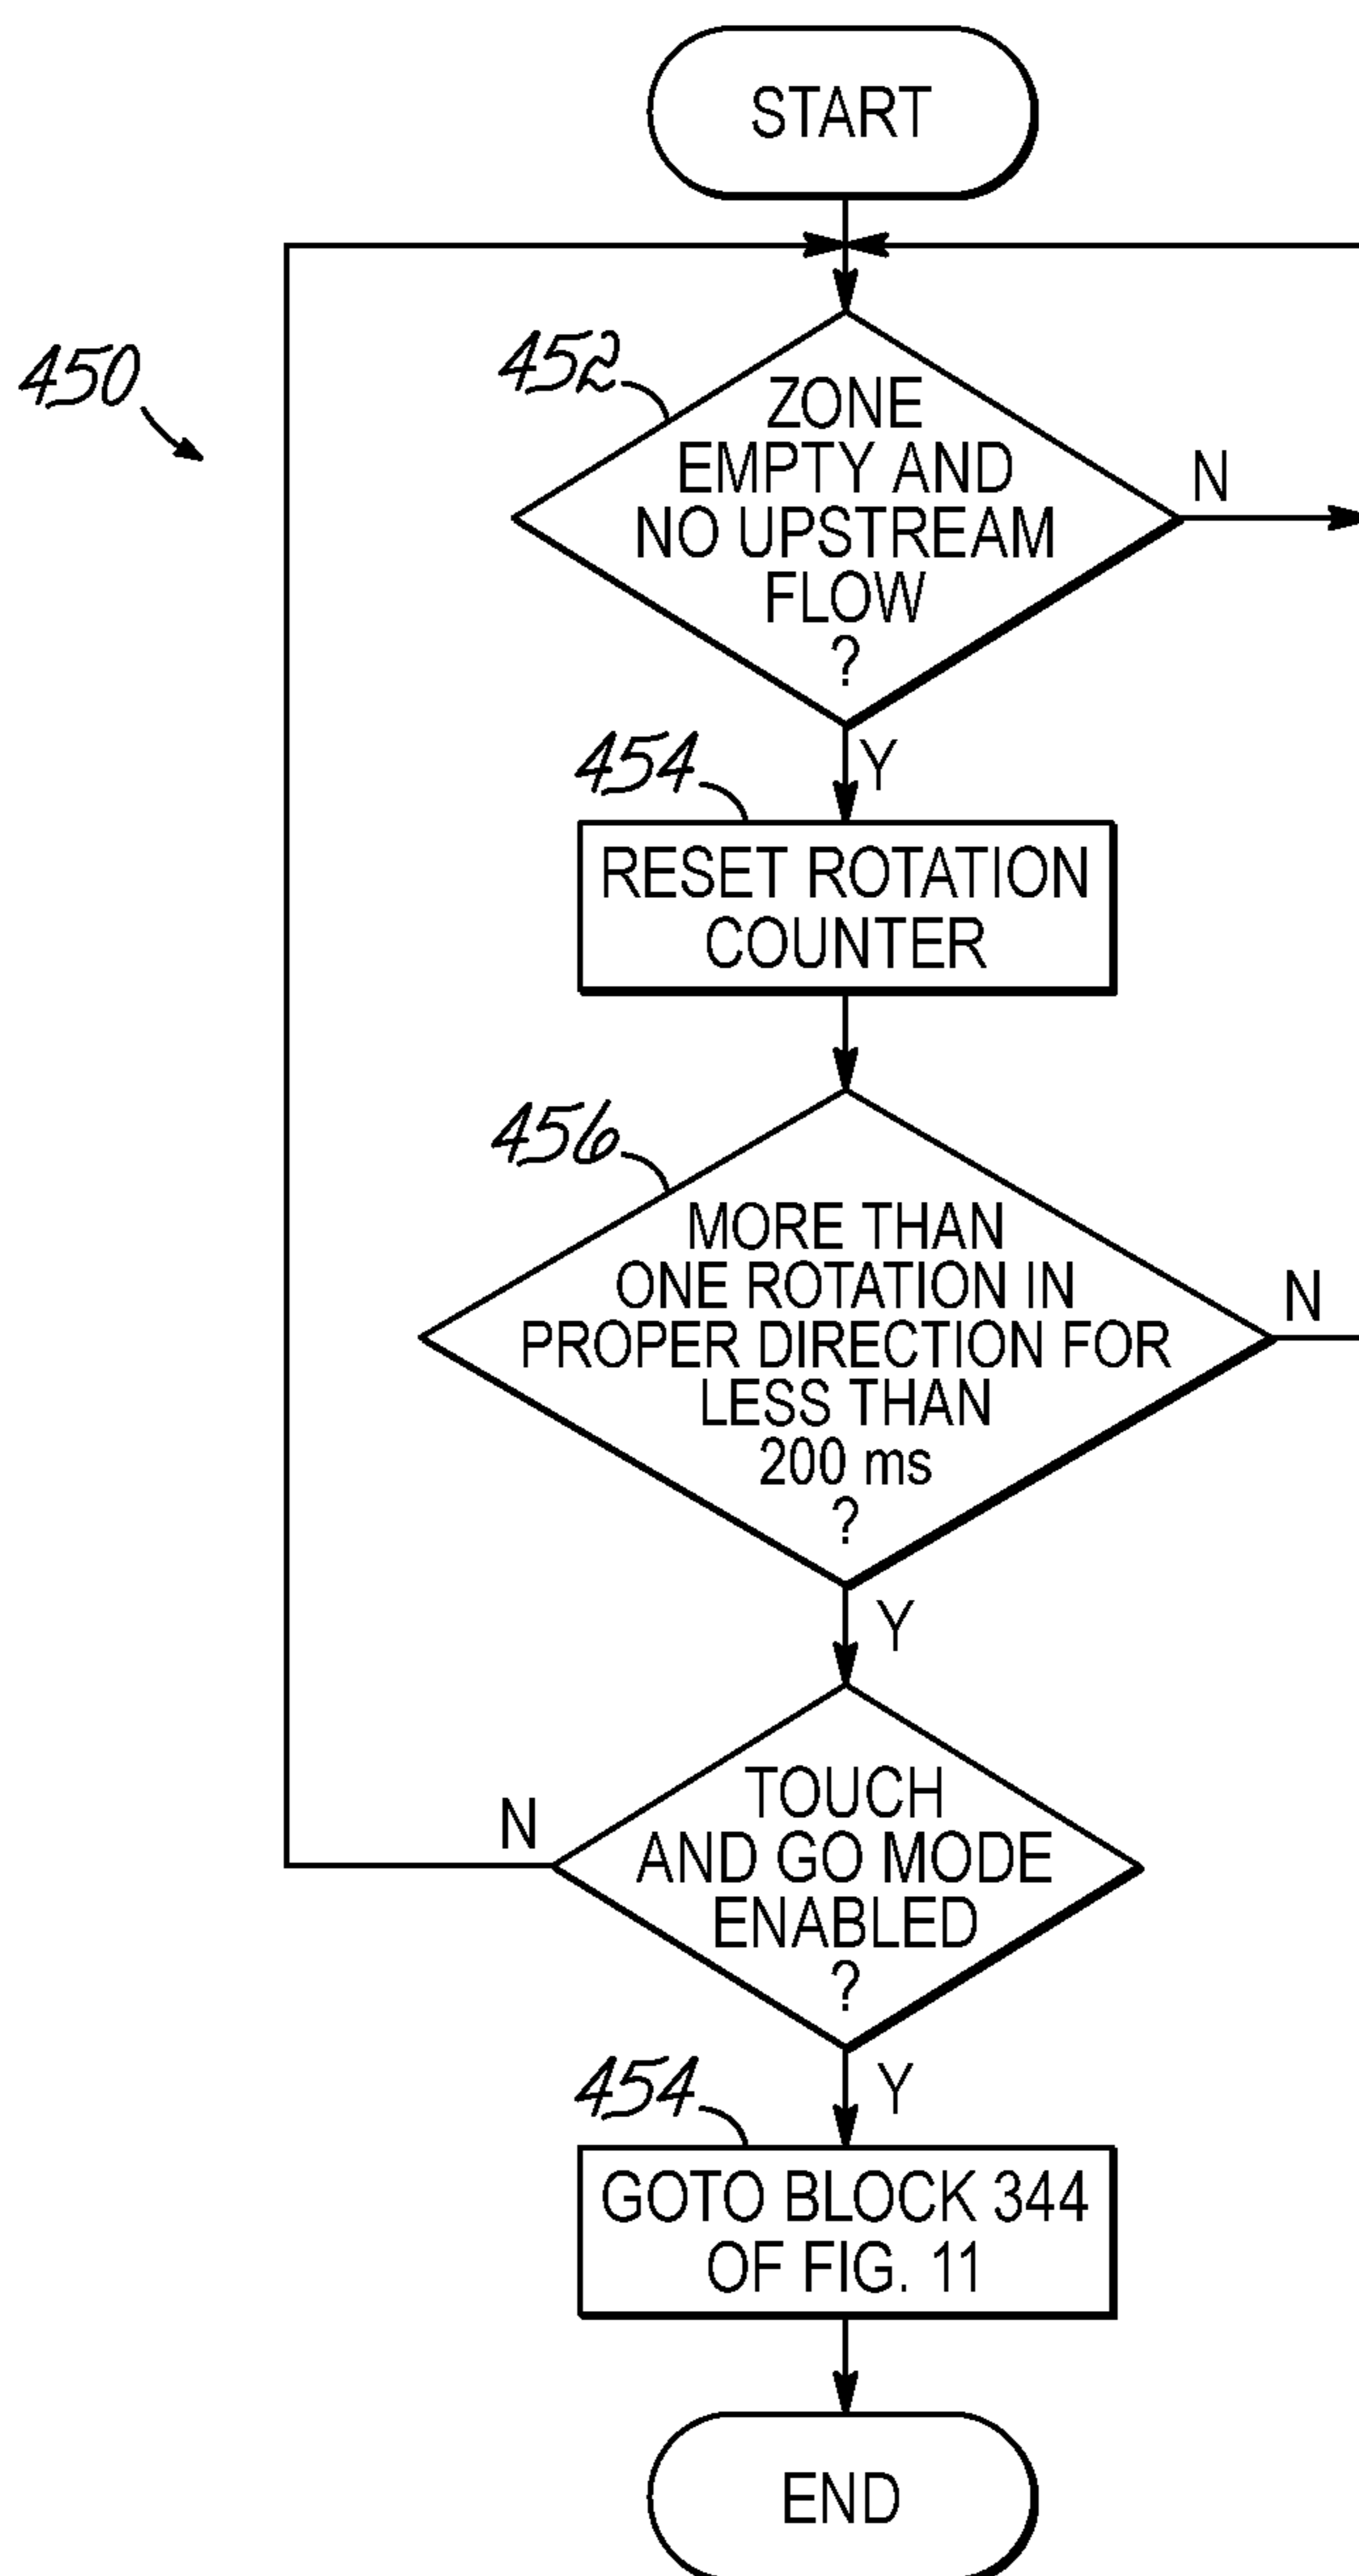 START
450
452
ZONE
EMPTY AND
NO UPSTREAM
FLOW
?
N
Y
454
RESET ROTATION
COUNTER
456
MORE THAN
ONE ROTATION IN
PROPER DIRECTION FOR
LESS THAN
200 ms
?
N
Y
TOUCH
AND GO MODE
ENABLED
?
N
Y
454
GOTO BLOCK 344
OF FIG. 11
END